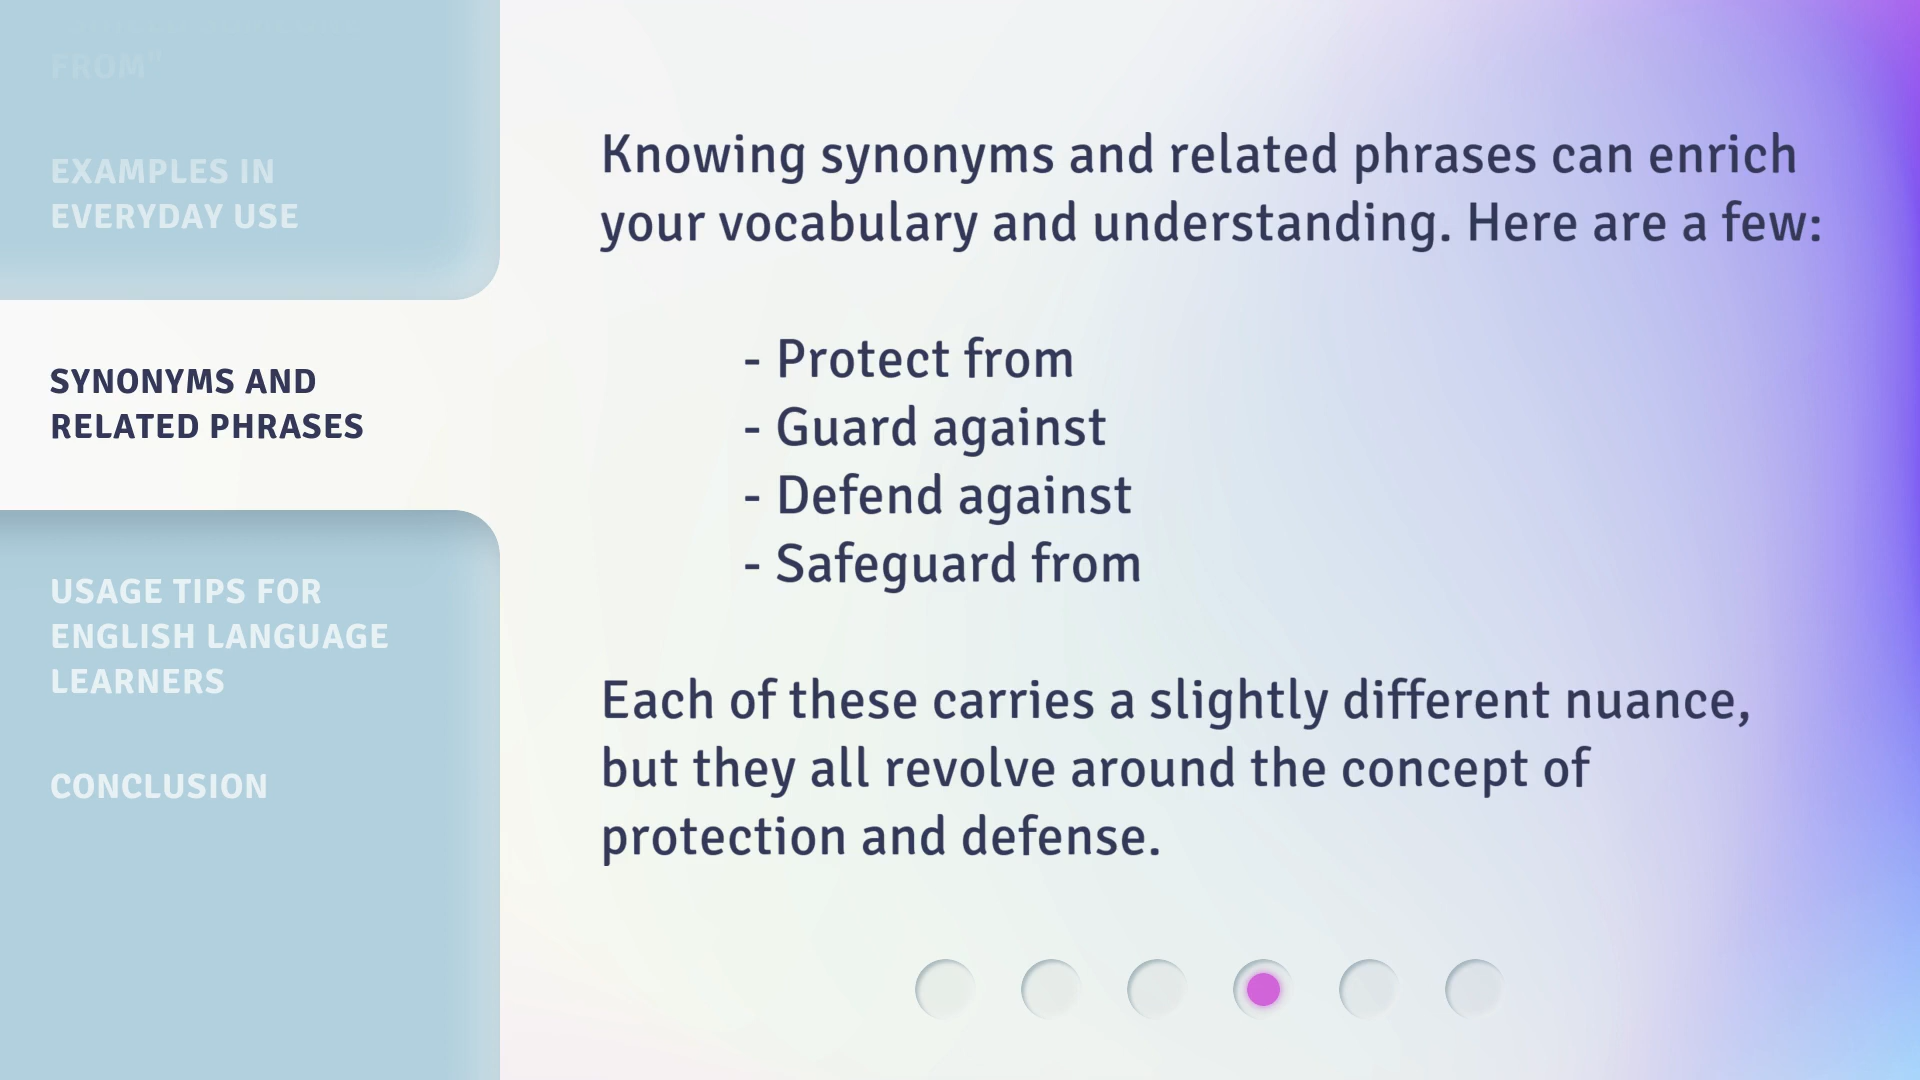 FROM"
EXAMPLES IN
EVERYDAY USE
SYNONYMS AND
RELATED PHRASES
USAGE TIPS FOR
ENGLISH LANGUAGE
LEARNERS
CONCLUSION
Knowing synonyms and related phrases can enrich
your vocabulary and understanding. Here are a few:
- Protect from
- Guard against
- Defend against
- Safeguard from
Each of these carries a slightly different nuance,
but they all revolve around the concept of
protection and defense.